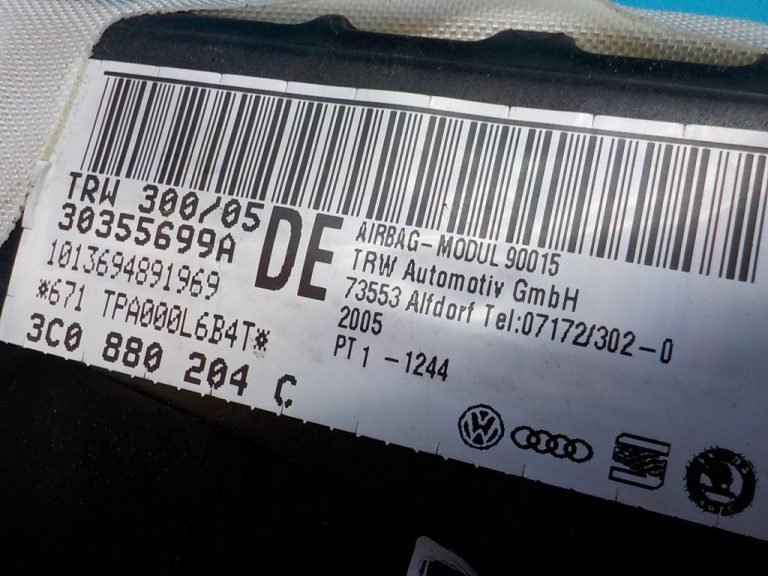 TRW 300/05
30355699A
1013694891969
*671 TPA000L6B4T*
3C0 880 204 C
DE
AIRBAG-MODUL 90015
TRW Automotiv GmbH
73553 Alfdorf Tel:07172/302-0
2005
PT1 -1244